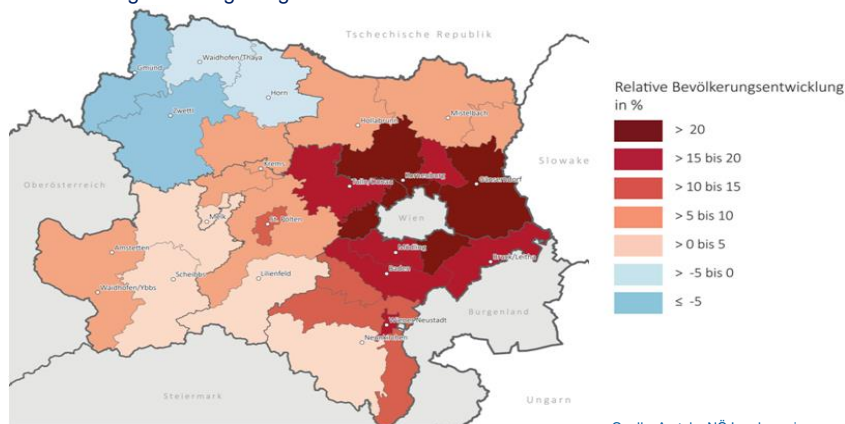 Tschechische Republik
Waidhofen/Thaya
Gmünd
Horn
Zwettl
Hollabrunn
Mistelbach
Krems
Korneuburg
Gänserndorf
Slowakei
Oberösterreich
Tulln/Donau
Wien
Melk
St. Pölten
Mödling
Bruck/Leitha
Amstetten
Baden
Scheibbs
Lilienfeld
Waidhofen/Ybbs
Burgenland
Wiener Neustadt
Neunkirchen
Steiermark
Ungarn
Relative Bevölkerungsentwicklung
in %
> 20
> 15 bis 20
> 10 bis 15
> 5 bis 10
> 0 bis 5
> -5 bis 0
≤ -5